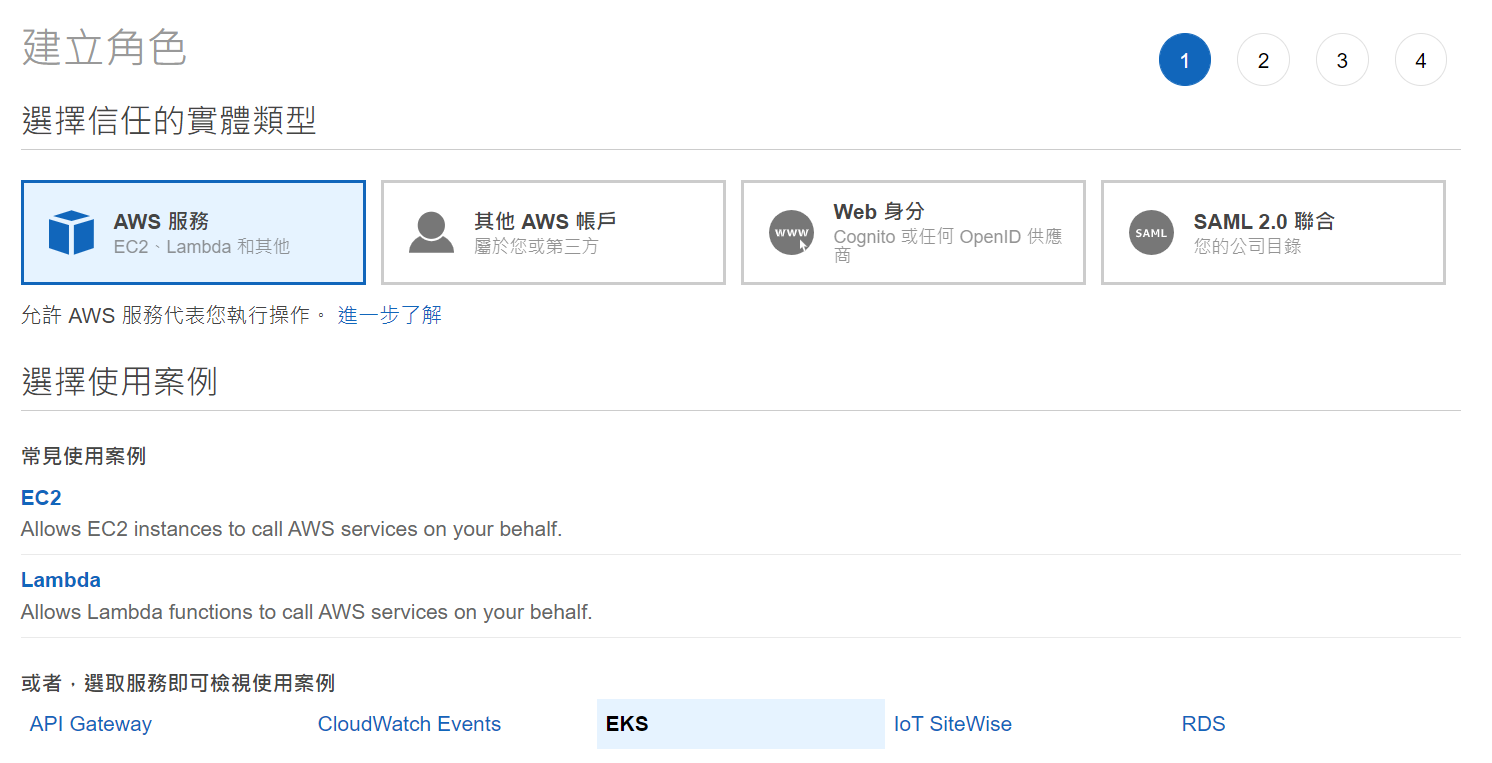 建立角色
1
2
3
4
選擇信任的實體類型
AWS 服務
EC2、Lambda 和其他
其他 AWS 帳戶
屬於您或第三方
WWW
Web 身分
Cognito 或任何 OpenID 供應
商
SAML
SAML 2.0 聯合
您的公司目錄
允許 AWS 服務代表您執行操作。 進一步了解
選擇使用案例
常見使用案例
EC2
Allows EC2 instances to call AWS services on your behalf.
Lambda
Allows Lambda functions to call AWS services on your behalf.
或者，選取服務即可檢視使用案例
API Gateway
CloudWatch Events
EKS
IoT SiteWise
RDS